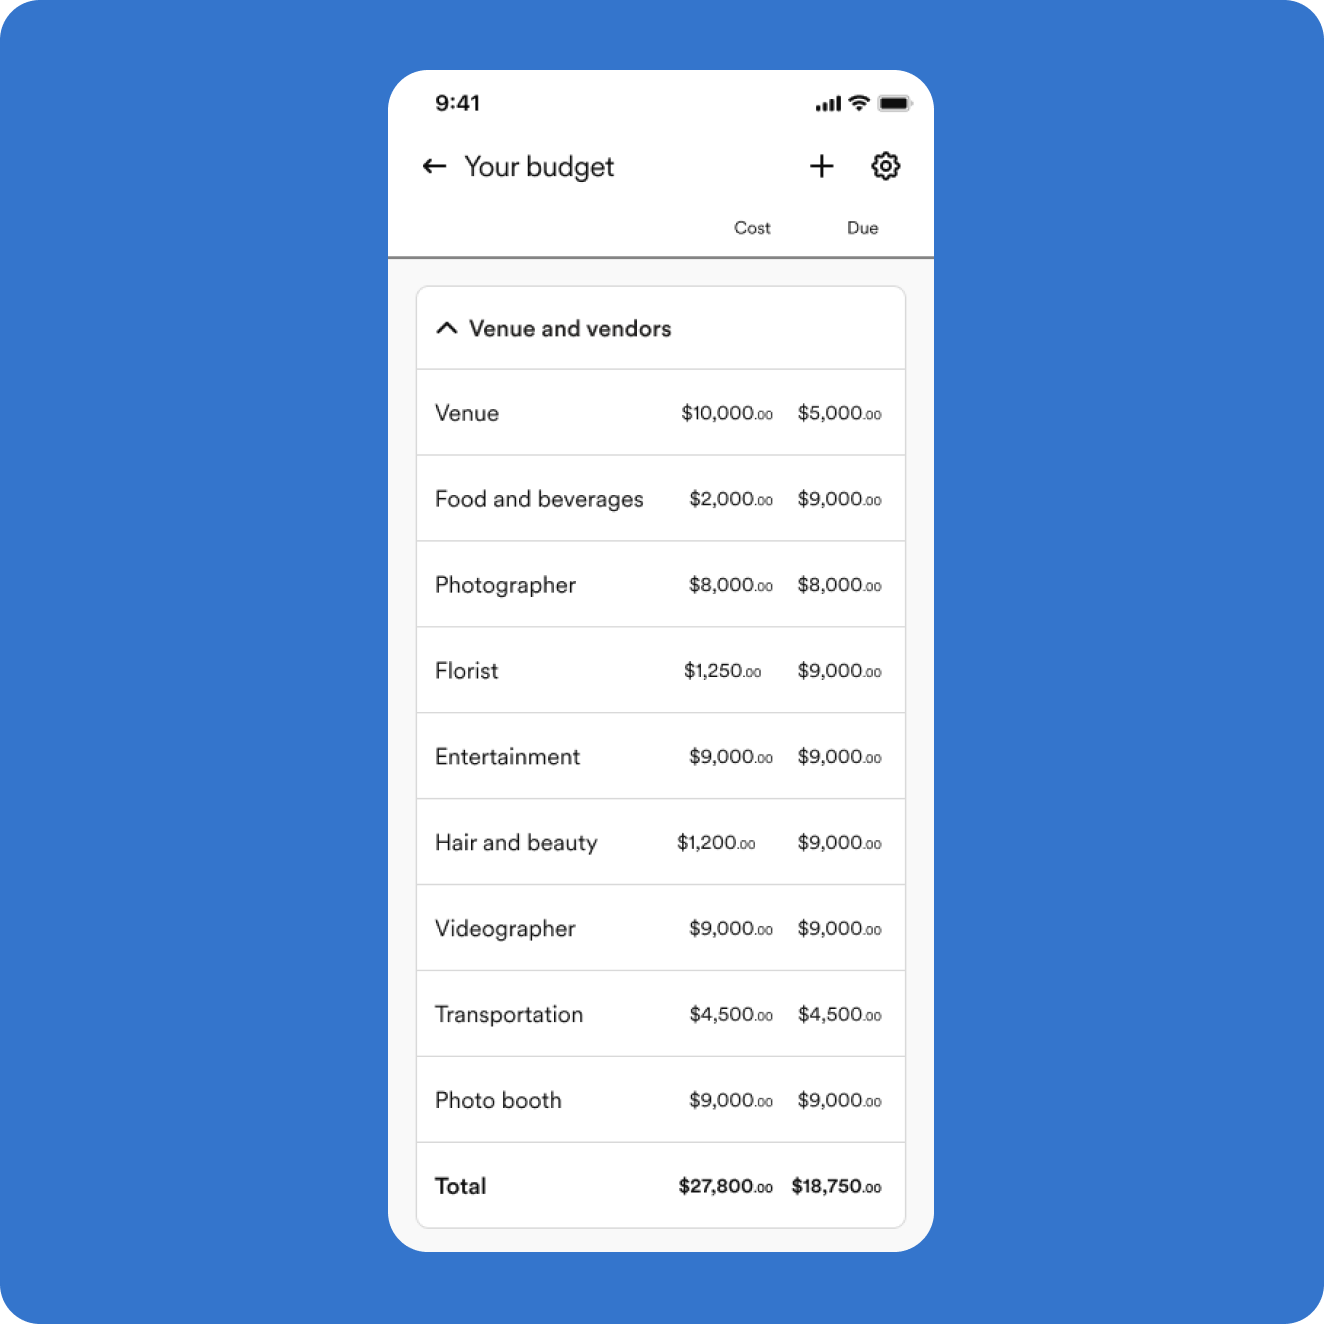 9:41
Your budget
Cost Due
Venue and vendors
Venue $10,000.00 $5,000.00
Food and beverages $2,000.00 $9,000.00
Photographer $8,000.00 $8,000.00
Florist $1,250.00 $9,000.00
Entertainment $9,000.00 $9,000.00
Hair and beauty $1,200.00 $9,000.00
Videographer $9,000.00 $9,000.00
Transportation $4,500.00 $4,500.00
Photo booth $9,000.00 $9,000.00
Total $27,800.00 $18,750.00